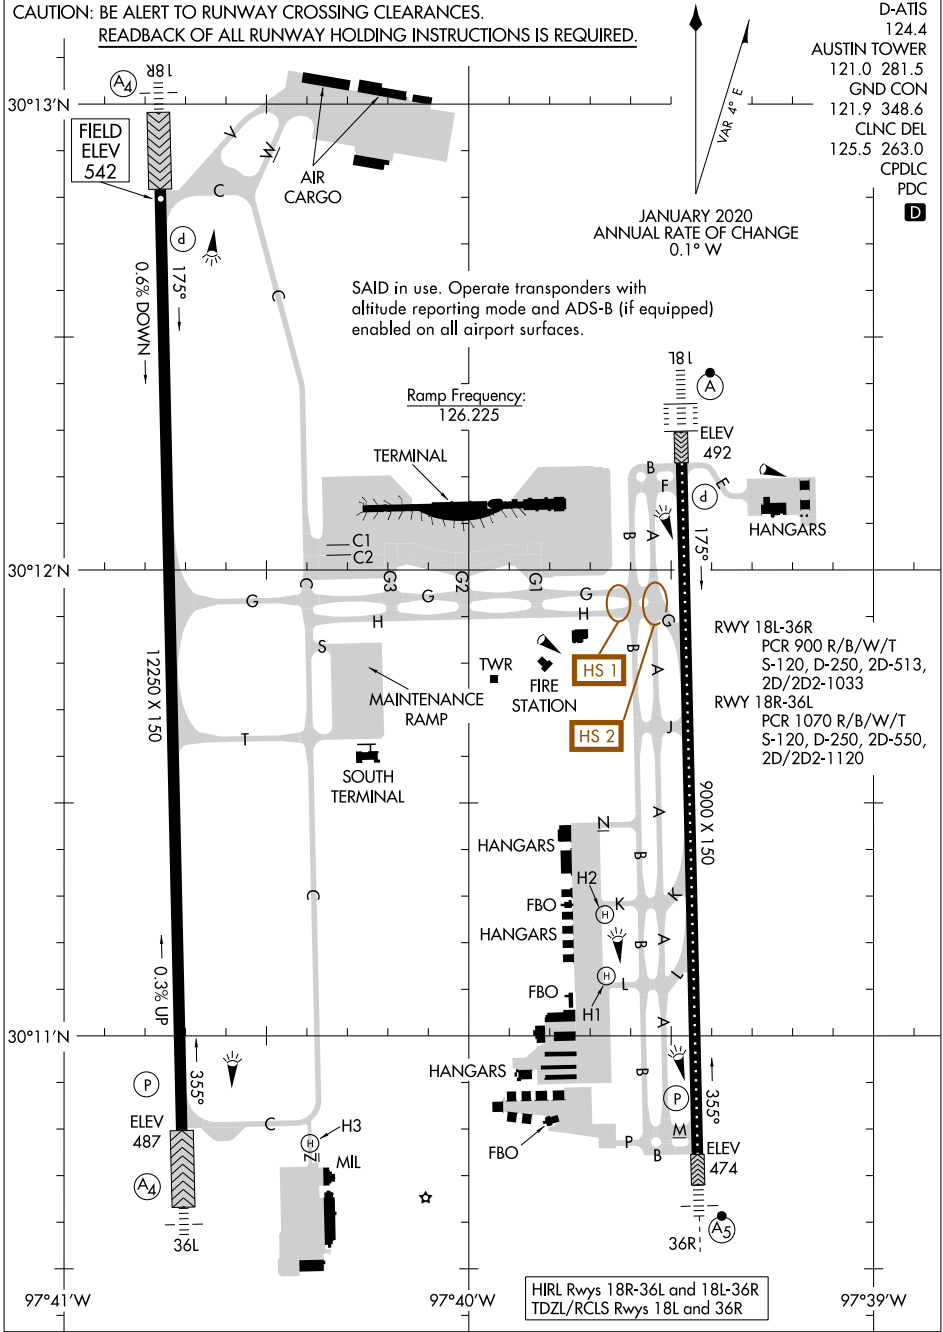 CAUTION: BE ALERT TO RUNWAY CROSSING CLEARANCES.
READBACK OF ALL RUNWAY HOLDING INSTRUCTIONS IS REQUIRED.
D-ATIS
124.4
AUSTIN TOWER
121.0 281.5
GND CON
121.9 348.6
CLNC DEL
125.5 263.0
CPDLC
PDC
D
VAR 4° E
JANUARY 2020
ANNUAL RATE OF CHANGE
0.1° W
18R
A4
30°13'N
FIELD
ELEV
542
V
W
C
AIR
CARGO
P
175°
0.6% DOWN
C
SAID in use. Operate transponders with
altitude reporting mode and ADS-B (if equipped)
enabled on all airport surfaces.
Ramp Frequency:
126.225
TERMINAL
18L
A
ELEV
492
B
F
E
P
HANGARS
B
A
175°
C1
C2
30°12'N
C
G3
G2
G1
G
G
G
H
H
G
S
HS 1
HS 2
B
A
J
TWR
FIRE
STATION
MAINTENANCE
RAMP
T
SOUTH
TERMINAL
12250 X 150
RWY 18L-36R
PCR 900 R/B/W/T
S-120, D-250, 2D-513,
2D/2D2-1033
RWY 18R-36L
PCR 1070 R/B/W/T
S-120, D-250, 2D-550,
2D/2D2-1120
9000 X 150
N
A
B
HANGARS
H2
H
K
K
FBO
HANGARS
C
B
A
H
L
L
FBO
H1
A
0.3% UP
30°11'N
HANGARS
B
P
355°
P
355°
ELEV
487
C
H3
H
N
MIL
FBO
P
B
M
ELEV
474
A4
36L
36R
A5
HIRL Rwys 18R-36L and 18L-36R
TDZL/RCLS Rwys 18L and 36R
97°41'W
97°40'W
97°39'W